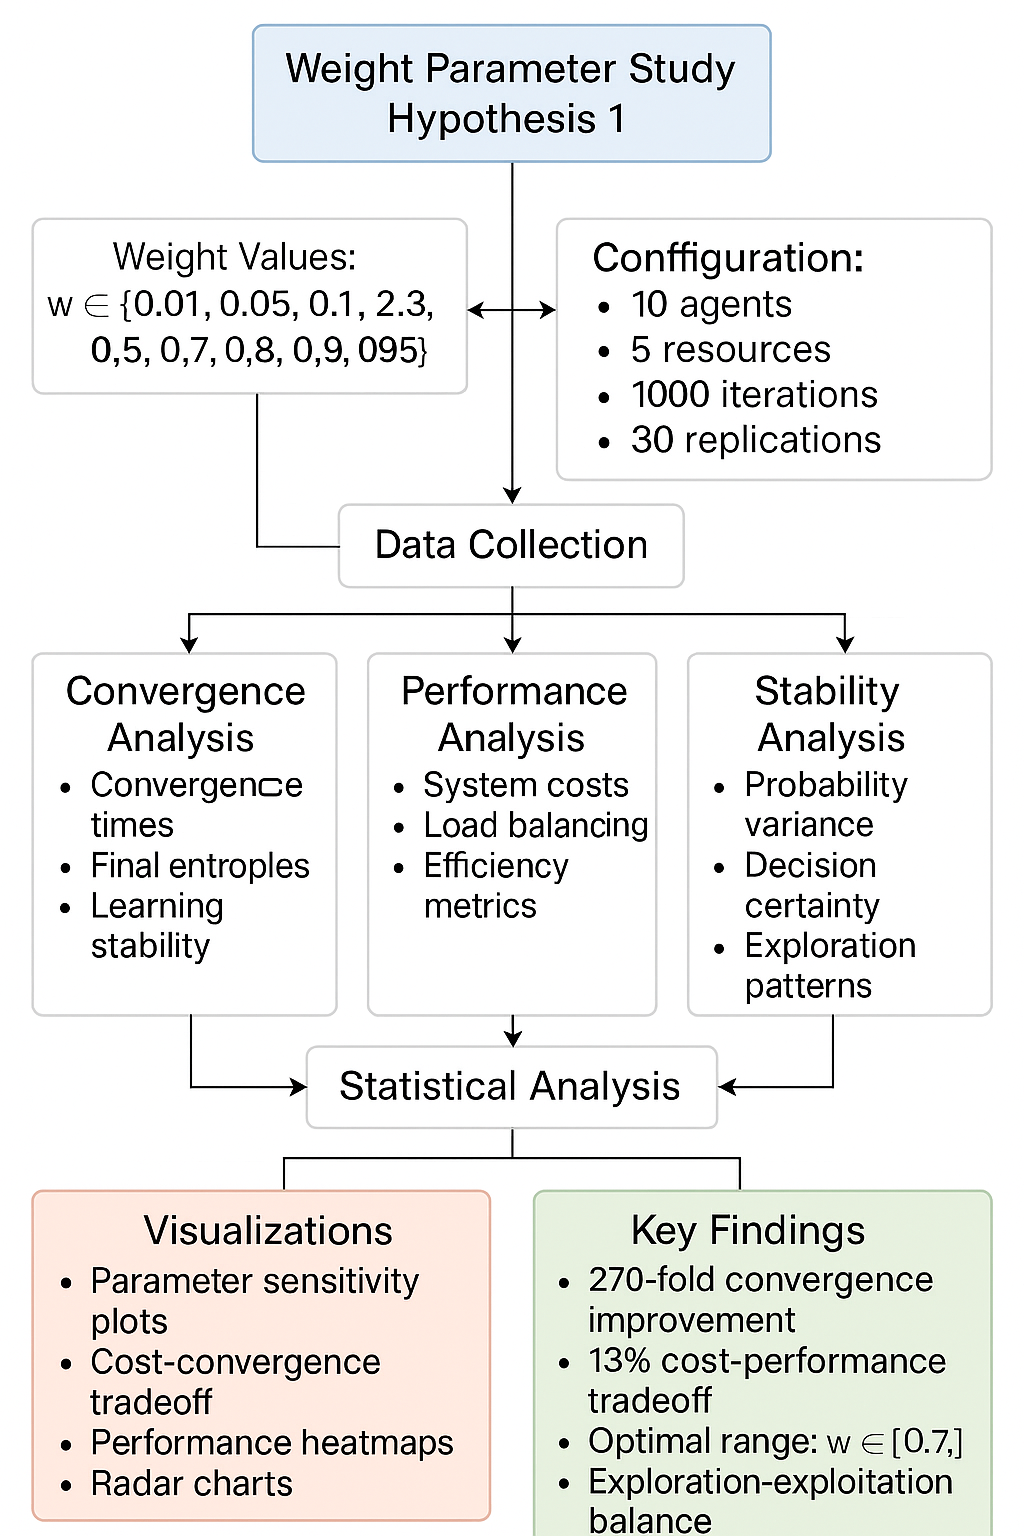 Weight Parameter Study
Hypothesis 1
Weight Values:
w ∈ {0.01, 0.05, 0.1, 2.3,
0,5, 0,7, 0,8, 0,9, 095}
Conffiguration:
• 10 agents
• 5 resources
• 1000 iterations
• 30 replications
Data Collection
Convergence
Analysis
• Convergence
times
• Final entroples
• Learning
stability
Performance
Analysis
• System costs
• Load balancing
• Efficiency
metrics
Stability
Analysis
• Probability
variance
• Decision
certainty
• Exploration
patterns
Statistical Analysis
Visualizations
• Parameter sensitivity
plots
• Cost-convergence
tradeoff
• Performance heatmaps
• Radar charts
Key Findings
• 270-fold convergence
improvement
• 13% cost-performance
tradeoff
• Optimal range: w ∈ [0.7,]
• Exploration-exploitation
balance